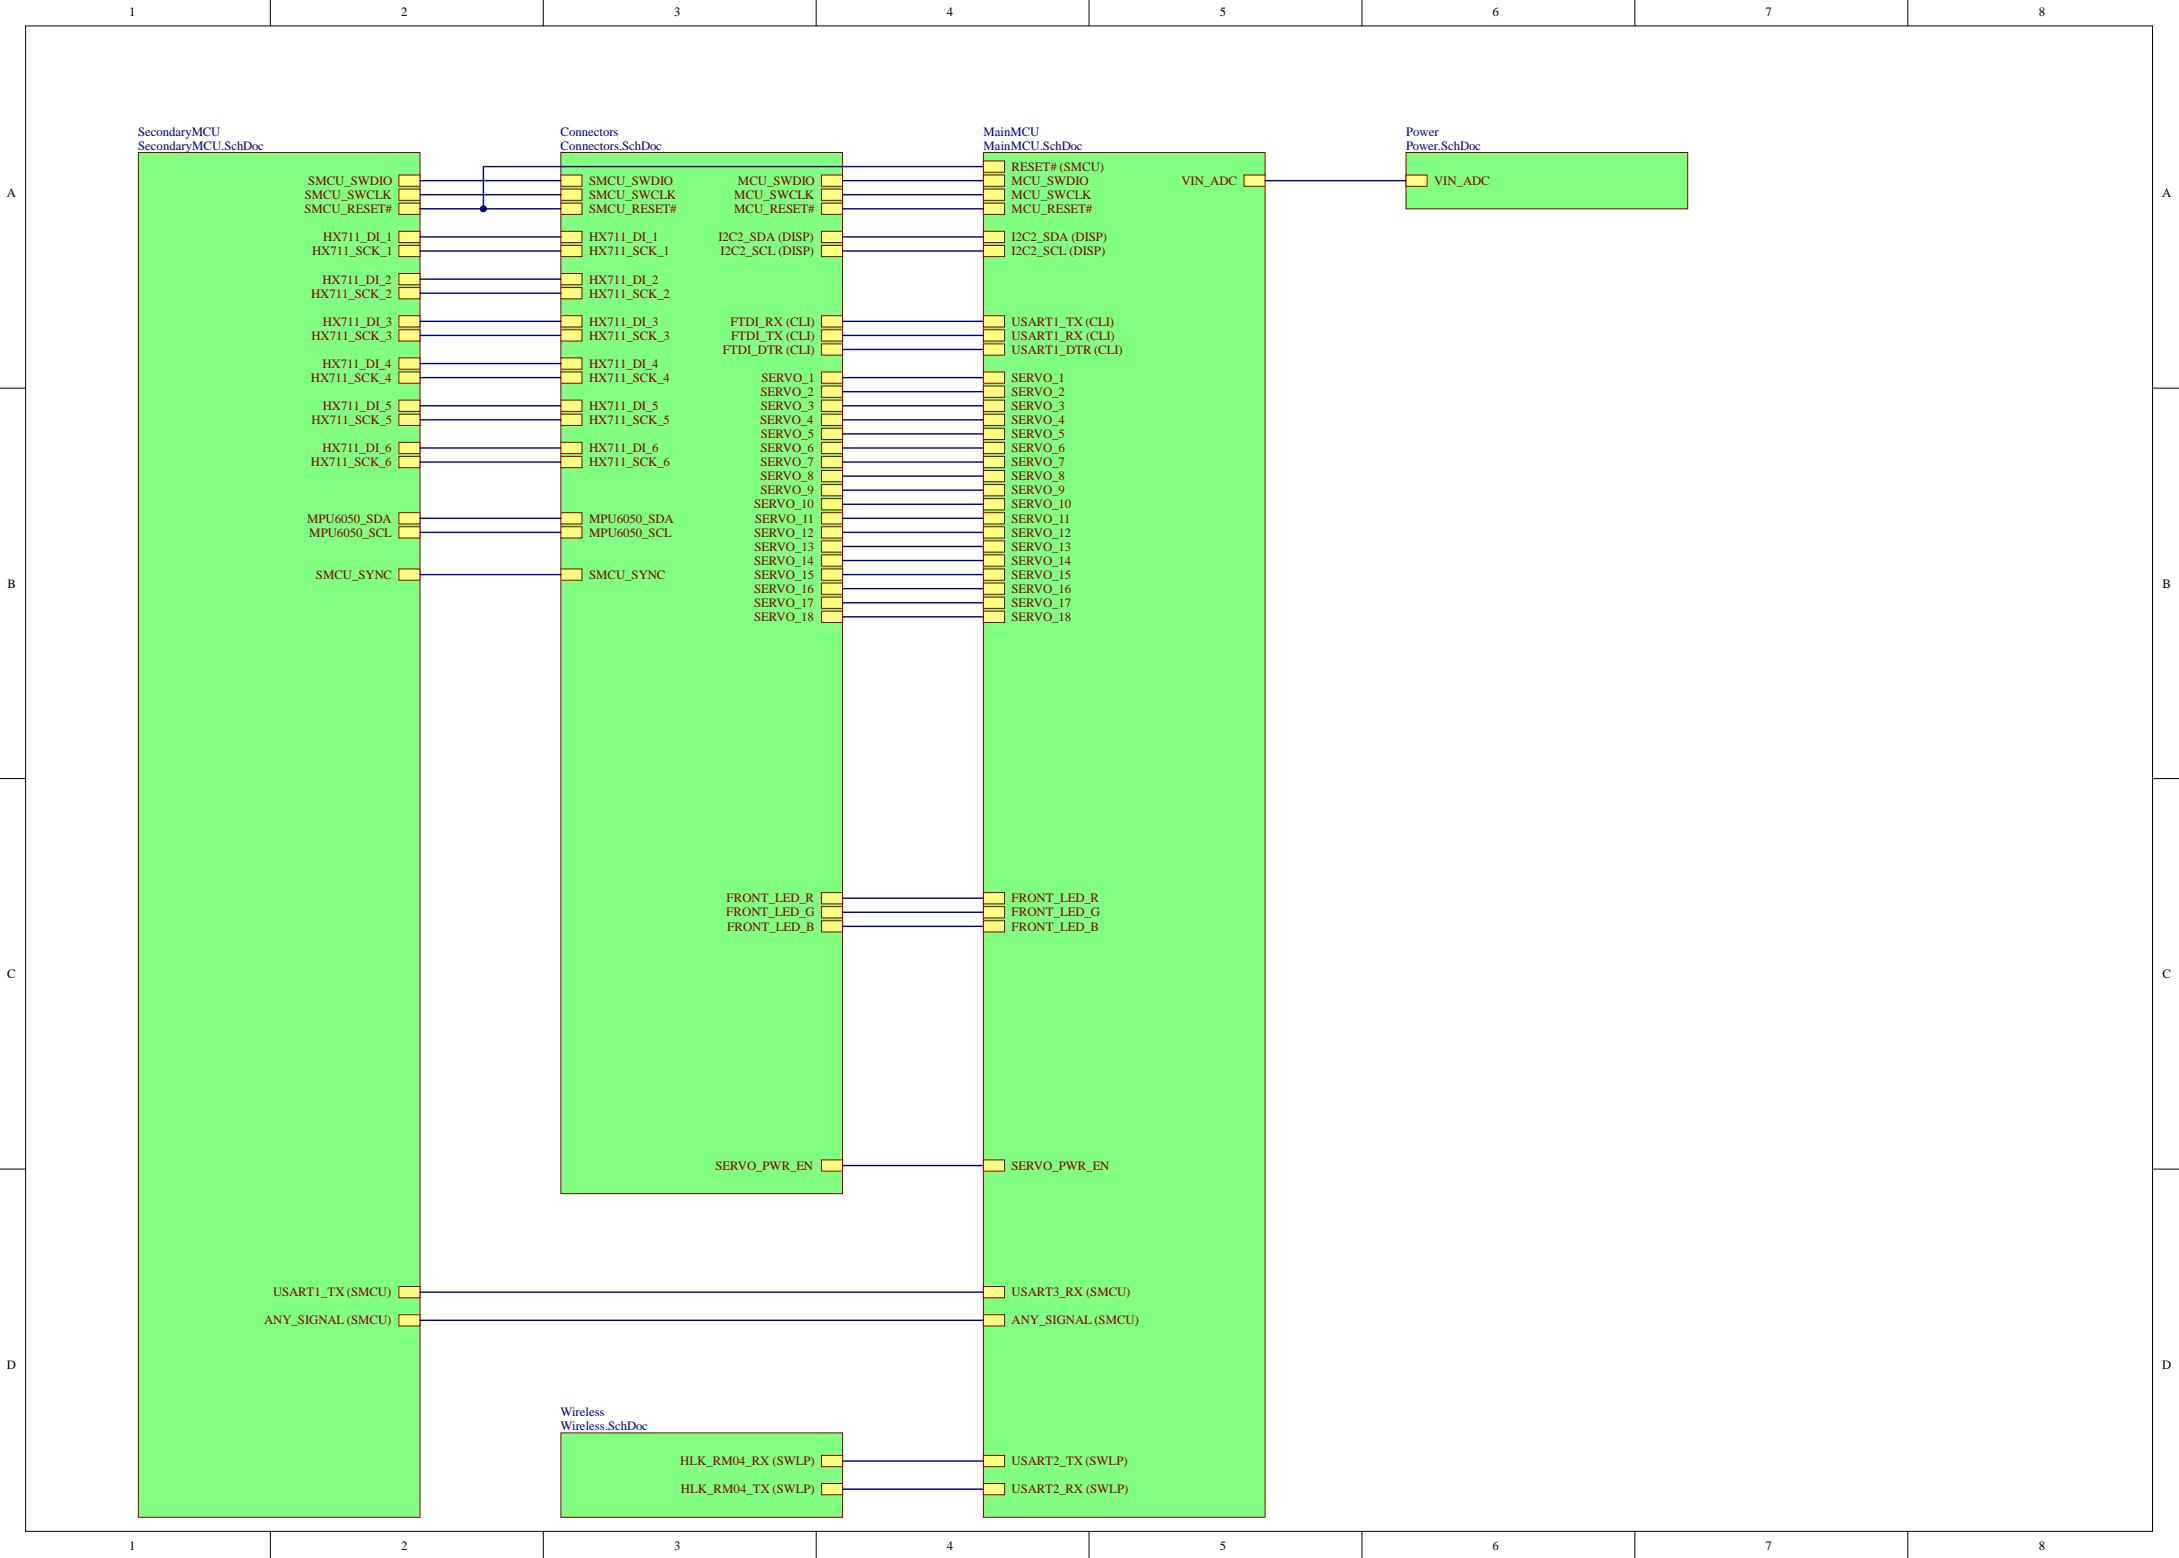 1 2 3 4 5 6 7 8
A
B
C
D
SecondaryMCU
SecondaryMCU.SchDoc
SMCU_SWDIO
SMCU_SWCLK
SMCU_RESET#
HX711_DI_1
HX711_SCK_1
HX711_DI_2
HX711_SCK_2
HX711_DI_3
HX711_SCK_3
HX711_DI_4
HX711_SCK_4
HX711_DI_5
HX711_SCK_5
HX711_DI_6
HX711_SCK_6
MPU6050_SDA
MPU6050_SCL
SMCU_SYNC
USART1_TX (SMCU)
ANY_SIGNAL (SMCU)
Connectors
Connectors.SchDoc
SMCU_SWDIO
SMCU_SWCLK
SMCU_RESET#
HX711_DI_1
HX711_SCK_1
HX711_DI_2
HX711_SCK_2
HX711_DI_3
HX711_SCK_3
HX711_DI_4
HX711_SCK_4
HX711_DI_5
HX711_SCK_5
HX711_DI_6
HX711_SCK_6
MPU6050_SDA
MPU6050_SCL
SMCU_SYNC
MCU_SWDIO
MCU_SWCLK
MCU_RESET#
I2C2_SDA (DISP)
I2C2_SCL (DISP)
FTDI_RX (CLI)
FTDI_TX (CLI)
FTDI_DTR (CLI)
SERVO_1
SERVO_2
SERVO_3
SERVO_4
SERVO_5
SERVO_6
SERVO_7
SERVO_8
SERVO_9
SERVO_10
SERVO_11
SERVO_12
SERVO_13
SERVO_14
SERVO_15
SERVO_16
SERVO_17
SERVO_18
FRONT_LED_R
FRONT_LED_G
FRONT_LED_B
SERVO_PWR_EN
Wireless
Wireless.SchDoc
HLK_RM04_RX (SWLP)
HLK_RM04_TX (SWLP)
MainMCU
MainMCU.SchDoc
RESET# (SMCU)
MCU_SWDIO
MCU_SWCLK
MCU_RESET#
I2C2_SDA (DISP)
I2C2_SCL (DISP)
USART1_TX (CLI)
USART1_RX (CLI)
USART1_DTR (CLI)
SERVO_1
SERVO_2
SERVO_3
SERVO_4
SERVO_5
SERVO_6
SERVO_7
SERVO_8
SERVO_9
SERVO_10
SERVO_11
SERVO_12
SERVO_13
SERVO_14
SERVO_15
SERVO_16
SERVO_17
SERVO_18
FRONT_LED_R
FRONT_LED_G
FRONT_LED_B
SERVO_PWR_EN
USART3_RX (SMCU)
ANY_SIGNAL (SMCU)
USART2_TX (SWLP)
USART2_RX (SWLP)
VIN_ADC
Power
Power.SchDoc
VIN_ADC
A
B
C
D
1 2 3 4 5 6 7 8